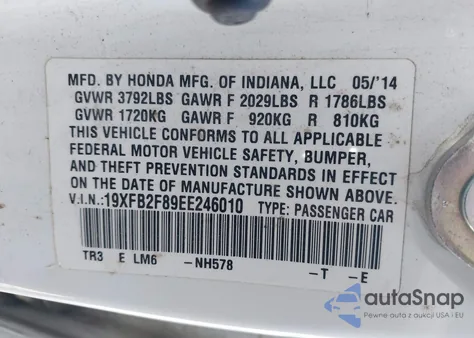 MFD. BY HONDA MFG. OF INDIANA, LLC 05/'14
GVWR 3792LBS GAWR F 2029LBS R 1786LBS
GVWR 1720KG GAWR F 920KG R 810KG
THIS VEHICLE CONFORMS TO ALL APPLICABLE
FEDERAL MOTOR VEHICLE SAFETY, BUMPER,
AND THEFT PREVENTION STANDARDS IN EFFECT
ON THE DATE OF MANUFACTURE SHOWN ABOVE.
V.I.N.:19XFB2F89EE246010 TYPE: PASSENGER CAR
TR3 E LM6 -NH578 -T -E
autoSnap
Pewne auta z aukcji USA i EU